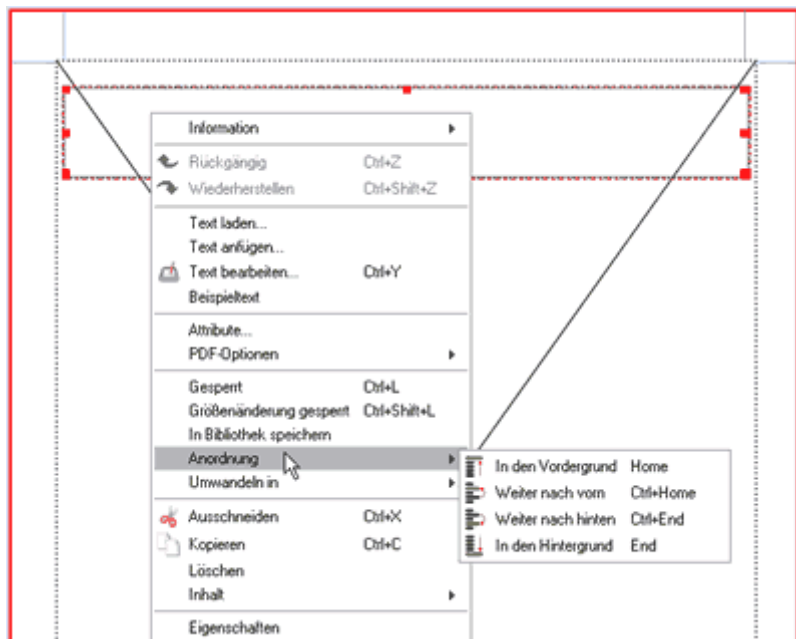 Information
Rückgängig Ctrl+Z
Wiederherstellen Ctrl+Shift+Z
Text laden...
Text anfügen...
Text bearbeiten... Ctrl+Y
Beispieltext
Attribute...
PDF-Optionen
Gesperrt Ctrl+L
Größenänderung gesperrt Ctrl+Shift+L
In Bibliothek speichern
Anordnung
Umwandeln in
Ausschneiden Ctrl+X
Kopieren Ctrl+C
Löschen
Inhalt
Eigenschaften
In den Vordergrund Home
Weiter nach vorn Ctrl+Home
Weiter nach hinten Ctrl+End
In den Hintergrund End